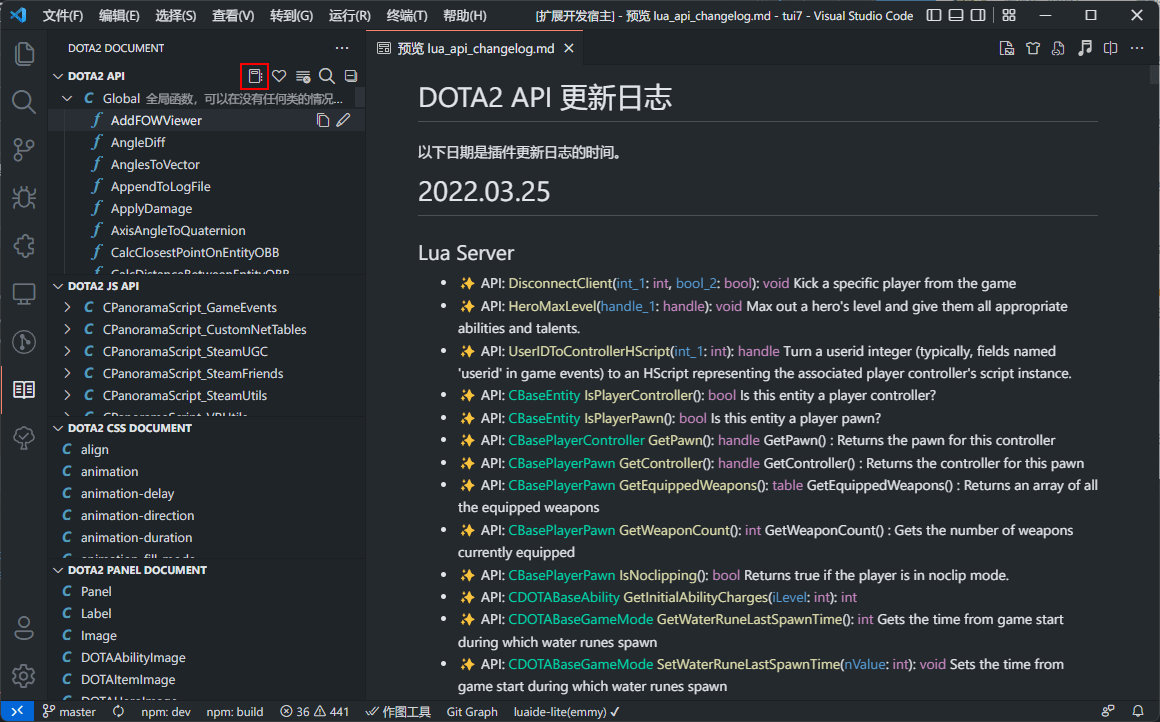 文件(F) 编辑(E) 选择(S) 查看(V) 转到(G) 运行(R) 终端(T) 帮助(H) [扩展开发宿主] - 预览 lua_api_changelog.md - tui7 - Visual Studio Code
DOTA2 DOCUMENT
DOTA2 API
Global 全局函数，可以在没有任何类的情况...
AddFOWViewer
AngleDiff
AnglesToVector
AppendToLogFile
ApplyDamage
AxisAngleToQuaternion
CalcClosestPointOnEntityOBB
CalcDistanceBetweenEntityOBB
DOTA2 JS API
CPanoramaScript_GameEvents
CPanoramaScript_CustomNetTables
CPanoramaScript_SteamUGC
CPanoramaScript_SteamFriends
CPanoramaScript_SteamUtils
CPanoramaScript_VRUtils
DOTA2 CSS DOCUMENT
align
animation
animation-delay
animation-direction
animation-duration
animation-fill-mode
DOTA2 PANEL DOCUMENT
Panel
Label
Image
DOTAAbilityImage
DOTAItemImage
DOTAHeroImage
预览 lua_api_changelog.md
DOTA2 API 更新日志
以下日期是插件更新日志的时间。
2022.03.25
Lua Server
• ✨ API: DisconnectClient(int_1: int, bool_2: bool): void Kick a specific player from the game
• ✨ API: HeroMaxLevel(handle_1: handle): void Max out a hero's level and give them all appropriate
abilities and talents.
• ✨ API: UserIDToControllerHScript(int_1: int): handle Turn a userid integer (typically, fields named
'userid' in game events) to an HScript representing the associated player controller's script instance.
• ✨ API: CBaseEntity IsPlayerController(): bool Is this entity a player controller?
• ✨ API: CBaseEntity IsPlayerPawn(): bool Is this entity a player pawn?
• ✨ API: CBasePlayerController GetPawn(): handle GetPawn() : Returns the pawn for this controller
• ✨ API: CBasePlayerPawn GetController(): handle GetController() : Returns the controller for this pawn
• ✨ API: CBasePlayerPawn GetEquippedWeapons(): table GetEquippedWeapons() : Returns an array of all
the equipped weapons
• ✨ API: CBasePlayerPawn GetWeaponCount(): int GetWeaponCount() : Gets the number of weapons
currently equipped
• ✨ API: CBasePlayerPawn IsNoclipping(): bool Returns true if the player is in noclip mode.
• ✨ API: CDOTABaseAbility GetInitialAbilityCharges(iLevel: int): int
• ✨ API: CDOTABaseGameMode GetWaterRuneLastSpawnTime(): int Gets the time from game start
during which water runes spawn
• ✨ API: CDOTABaseGameMode SetWaterRuneLastSpawnTime(nValue: int): void Sets the time from
game start during which water runes spawn
master npm: dev npm: build 36 441 作图工具 Git Graph luaide-lite(emmy) ✓